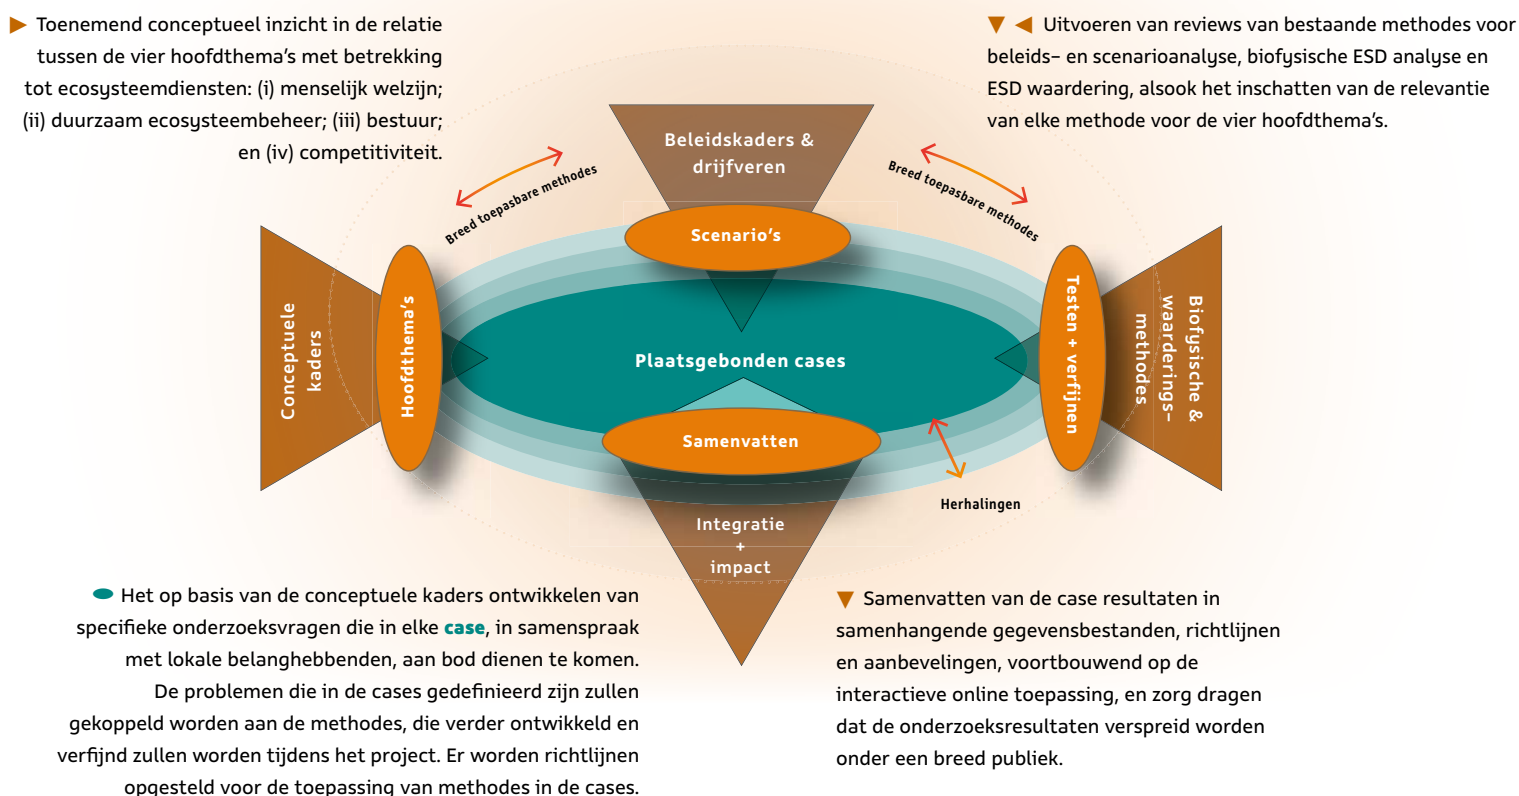 Toenemend conceptueel inzicht in de relatie
tussen de vier hoofdthema's met betrekking
tot ecosysteemdiensten: (i) menselijk welzijn;
(ii) duurzaam ecosysteembeheer; (iii) bestuur;
en (iv) competitiviteit.
Uitvoeren van reviews van bestaande methodes voor
beleids- en scenarioanalyse, biofysische ESD analyse en
ESD waardering, alsook het inschatten van de relevantie
van elke methode voor de vier hoofdthema's.
Beleidskaders &
drijfveren
Breed toepasbare methodes
Breed toepasbare methodes
Scenario's
Conceptuele
kaders
Hoofdthema's
Plaatsgebonden cases
Testen + verfijnen
Biofysische &
waarderings-
methodes
Samenvatten
Herhalingen
Integratie
+
impact
Het op basis van de conceptuele kaders ontwikkelen van
specifieke onderzoeksvragen die in elke case, in samenspraak
met lokale belanghebbenden, aan bod dienen te komen.
De problemen die in de cases gedefinieerd zijn zullen
gekoppeld worden aan de methodes, die verder ontwikkeld en
verfijnd zullen worden tijdens het project. Er worden richtlijnen
opgesteld voor de toepassing van methodes in de cases.
Samenvatten van de case resultaten in
samenhangende gegevensbestanden, richtlijnen
en aanbevelingen, voortbouwend op de
interactieve online toepassing, en zorg dragen
dat de onderzoeksresultaten verspreid worden
onder een breed publiek.